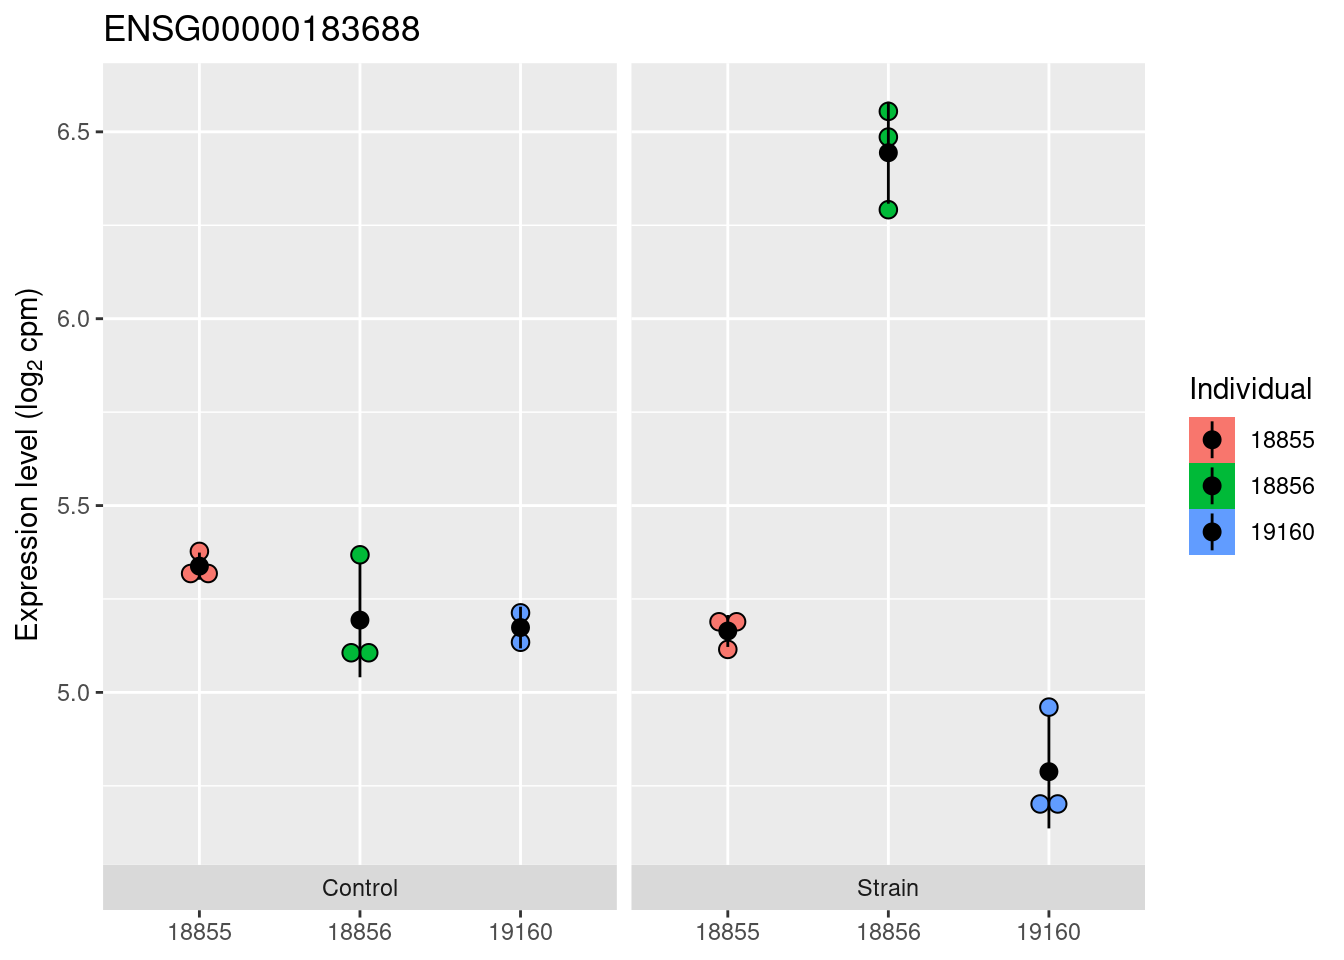 ENSG00000183688
Expression level (log₂ cpm)
6.5
6.0
5.5
5.0
Control
Strain
18855
18856
19160
18855
18856
19160
Individual
18855
18856
19160